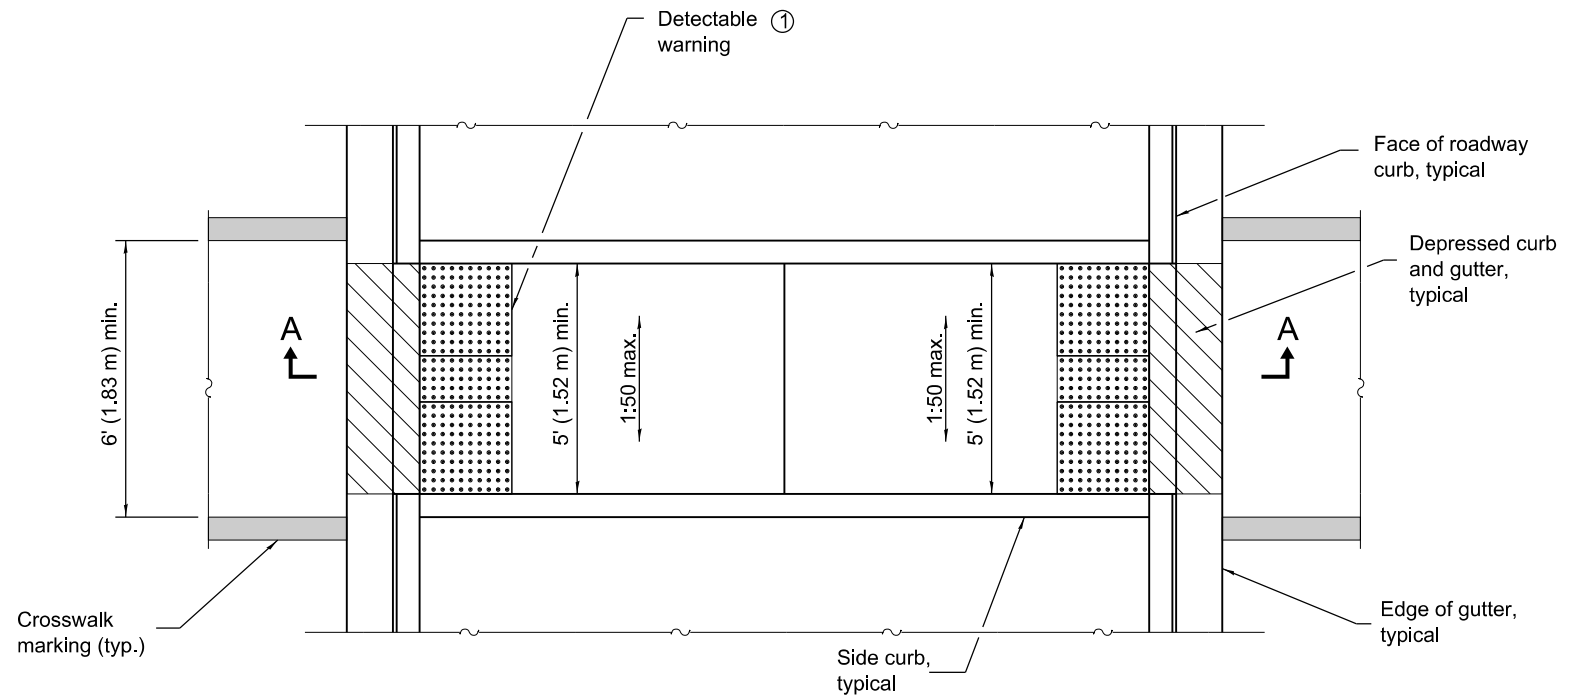 Detectable ①
warning
Face of roadway
curb, typical
Depressed curb
and gutter,
typical
6' (1.83 m) min.
A
5' (1.52 m) min.
1:50 max.
1:50 max.
5' (1.52 m) min.
A
Crosswalk
marking (typ.)
Side curb,
typical
Edge of gutter,
typical